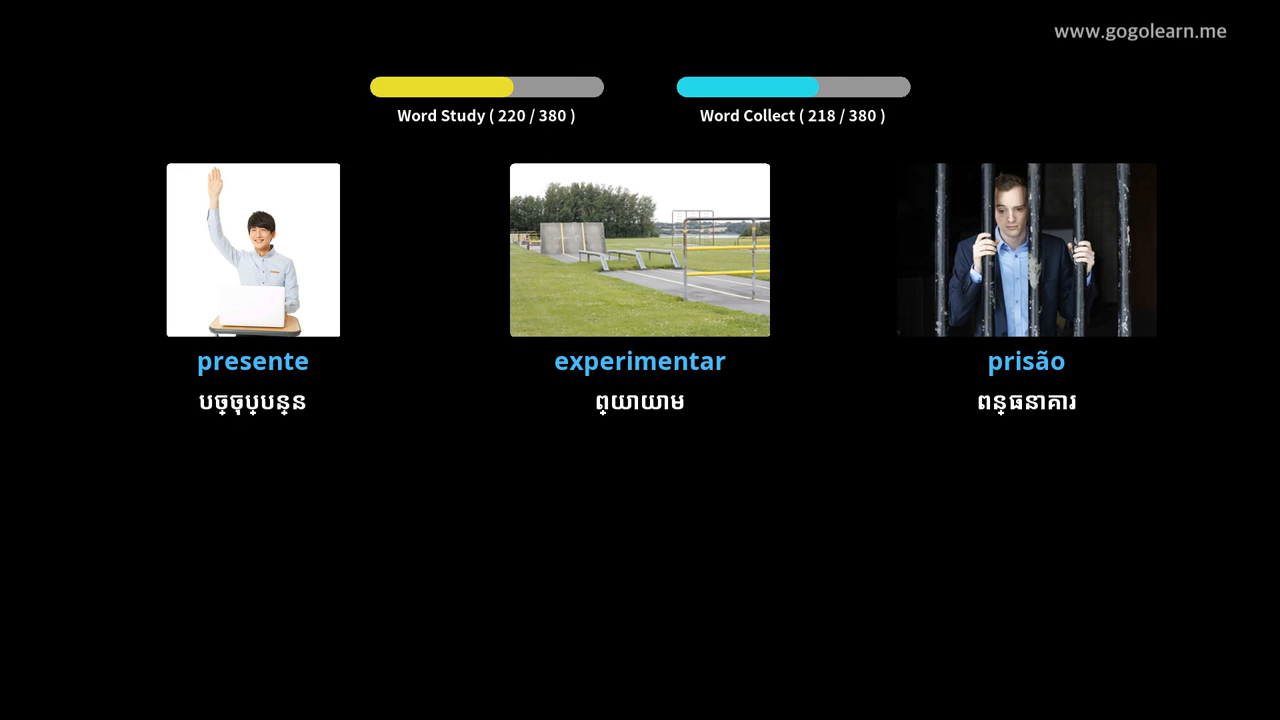 www.gogolearn.me
Word Study ( 220 / 380 )
Word Collect ( 218 / 380 )
presente
experimentar
prisão
បច្ចុប្បន្ន
ព្យាយាម
ពន្ធនាគារ